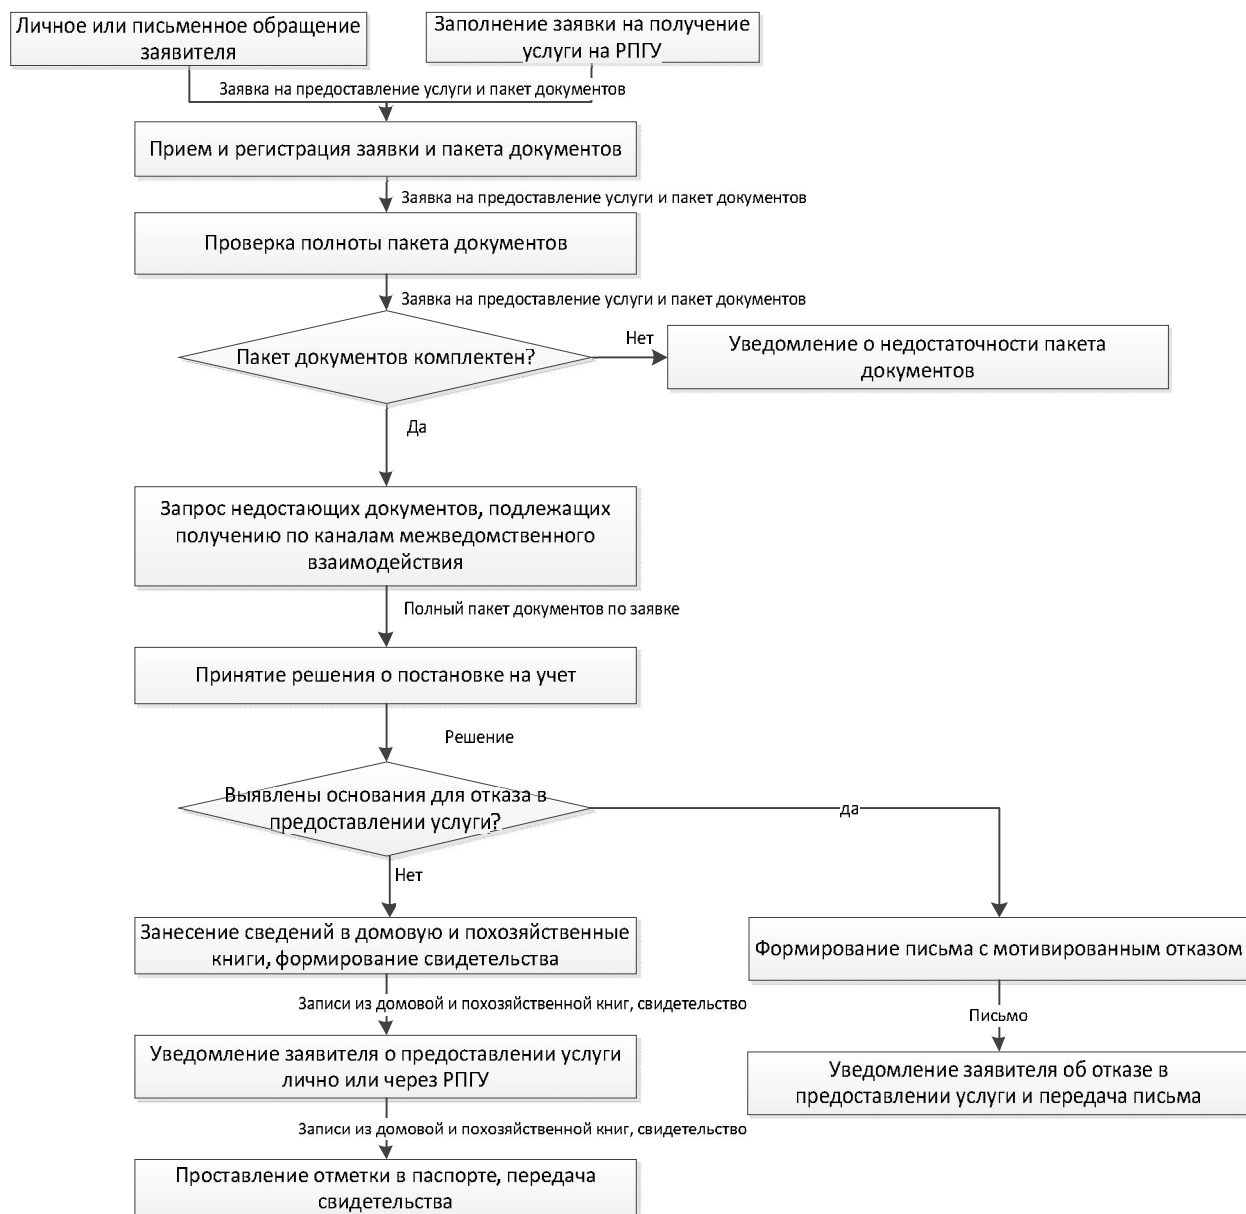 Личное или письменное обращение
заявителя
Заполнение заявки на получение
услуги на РПГУ
Заявка на предоставление услуги и пакет документов
Прием и регистрация заявки и пакета документов
Заявка на предоставление услуги и пакет документов
Проверка полноты пакета документов
Заявка на предоставление услуги и пакет документов
Пакет документов комплектен?
Нет
Уведомление о недостаточности пакета
документов
Да
Запрос недостающих документов, подлежащих
получению по каналам межведомственного
взаимодействия
Полный пакет документов по заявке
Принятие решения о постановке на учет
Решение
Выявлены основания для отказа в
предоставлении услуги?
да
Нет
Занесение сведений в домовую и похозяйственные
книги, формирование свидетельства
Формирование письма с мотивированным отказом
Записи из домовой и похозяйственной книг, свидетельство
Письмо
Уведомление заявителя о предоставлении услуги
лично или через РПГУ
Уведомление заявителя об отказе в
предоставлении услуги и передача письма
Записи из домовой и похозяйственной книг, свидетельство
Проставление отметки в паспорте, передача
свидетельства